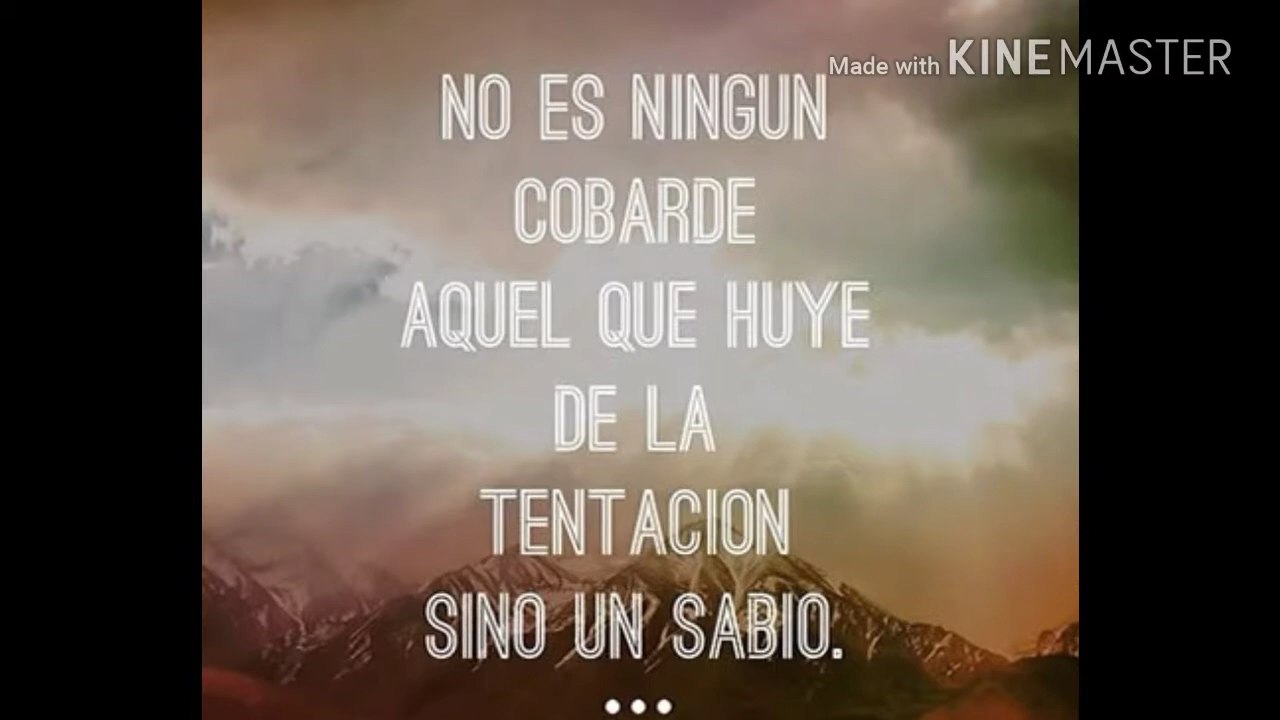 Made with KINEMASTER
NO ES NINGUN
COBARDE
AQUEL QUE HUYE
DE LA
TENTACION
SINO UN SABIO.
...